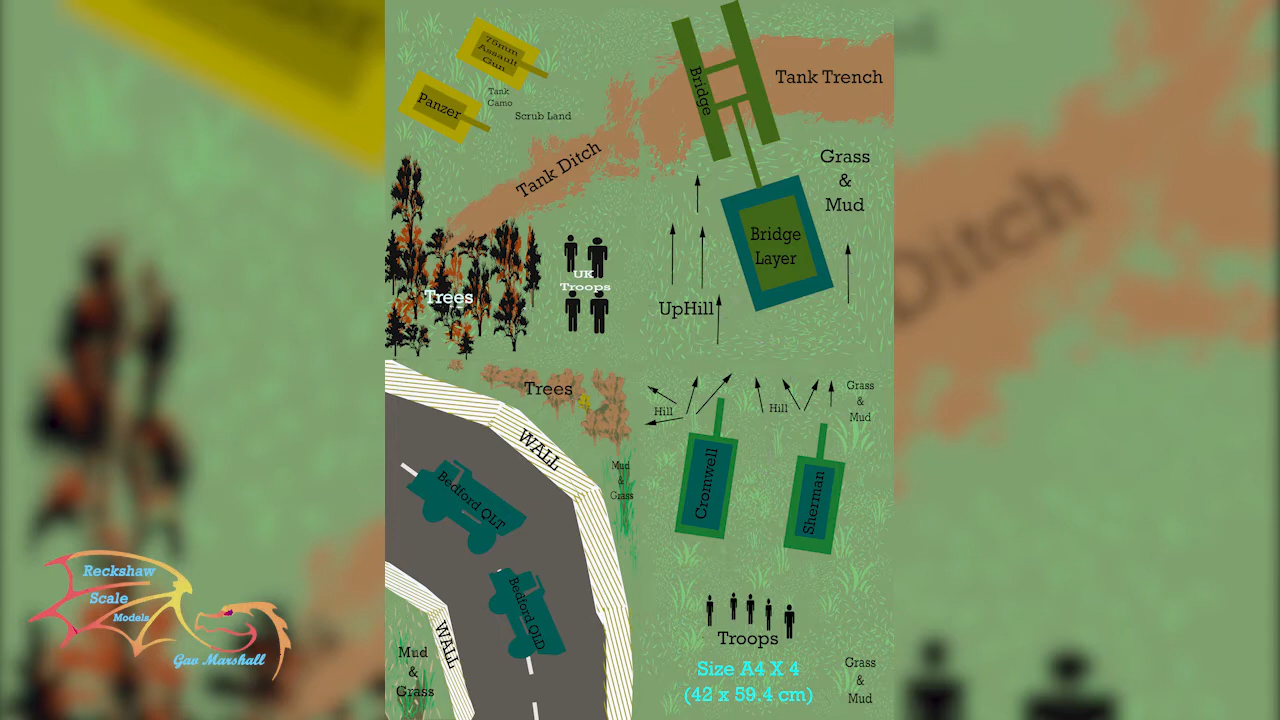 75mm
Assault
Gun
Panzer
Tank
Camo
Scrub Land
Bridge
Tank Trench
Tank Ditch
Grass
&
Mud
Bridge
Layer
UK
Troops
Trees
UpHill
Trees
Hill
Hill
Grass
&
Mud
WALL
Mud
&
Grass
Cromwell
Sherman
Bedford QLT
Bedford QLD
WALL
Mud
&
Grass
Troops
Size A4 X 4
(42 x 59.4 cm)
Grass
&
Mud
Ditch
Reckshaw
Scale
Models
Gav Marshall